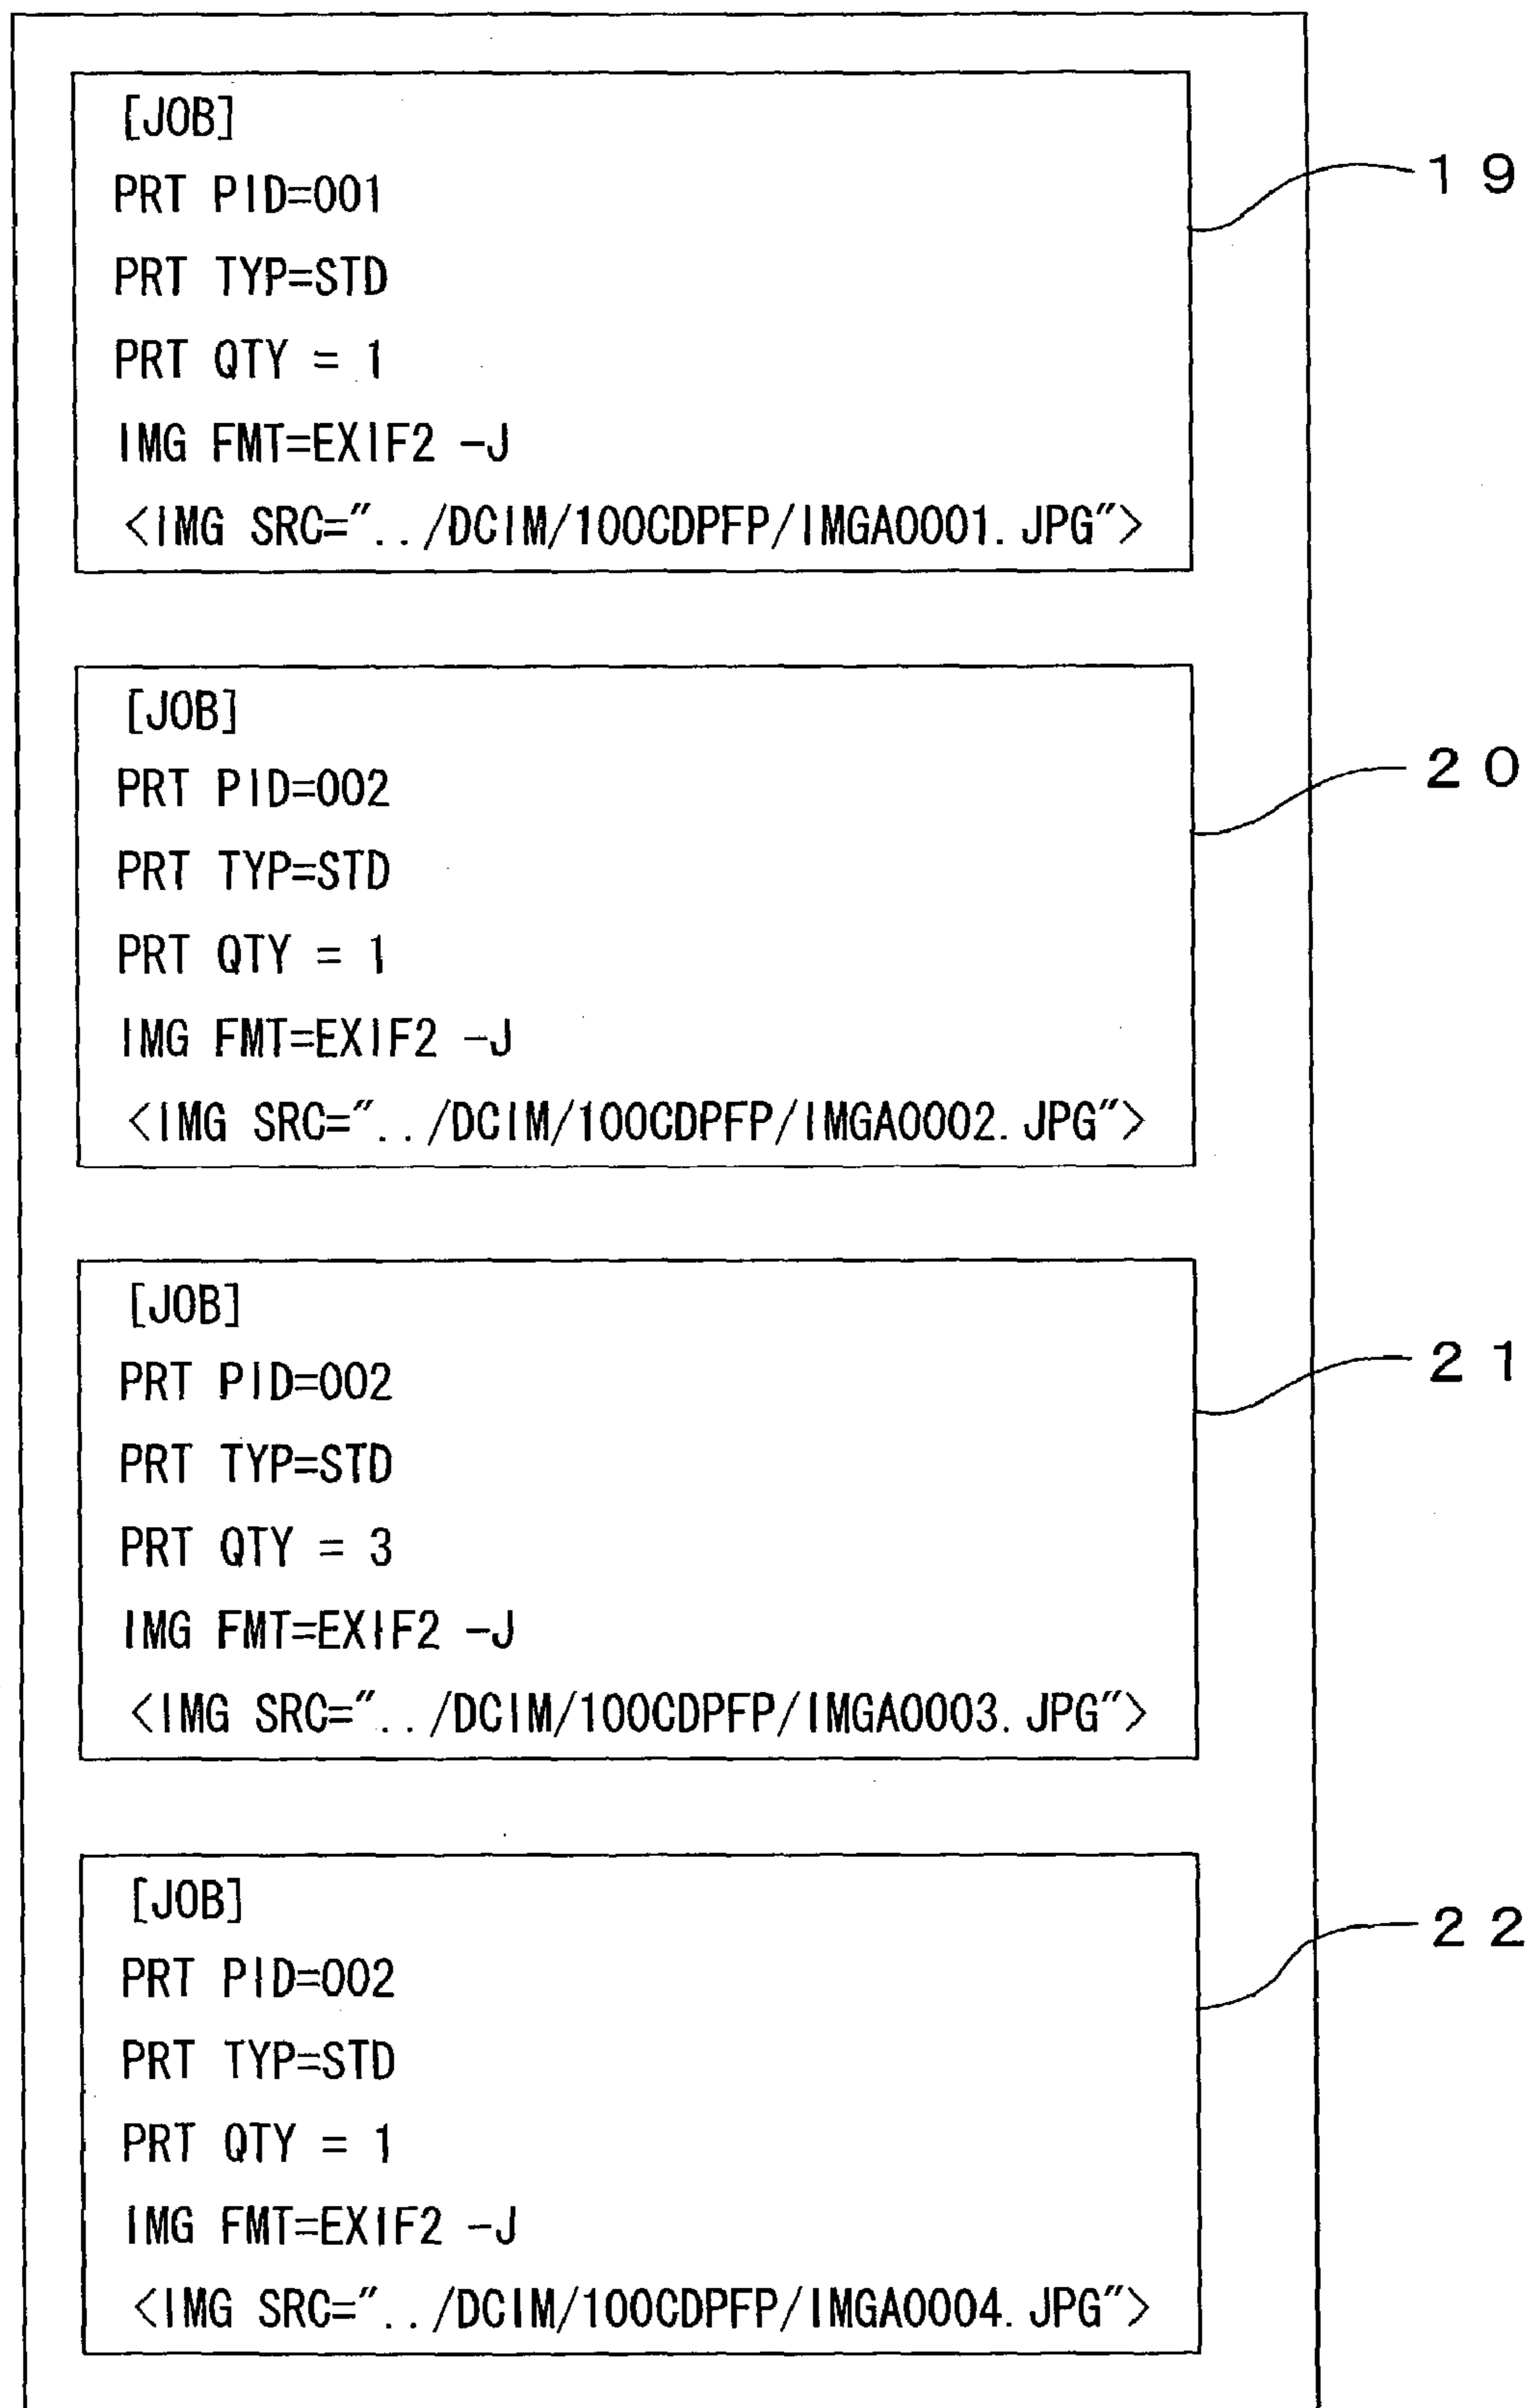 [JOB]
PRT PID=001
PRT TYP=STD
PRT QTY = 1
IMG FMT=EXIF2 -J
<IMG SRC="../DCIM/100CDPFP/IMGA0001.JPG">
19
[JOB]
PRT PID=002
PRT TYP=STD
PRT QTY = 1
IMG FMT=EXIF2 -J
<IMG SRC="../DCIM/100CDPFP/IMGA0002.JPG">
20
[JOB]
PRT PID=002
PRT TYP=STD
PRT QTY = 3
IMG FMT=EXIF2 -J
<IMG SRC="../DCIM/100CDPFP/IMGA0003.JPG">
21
[JOB]
PRT PID=002
PRT TYP=STD
PRT QTY = 1
IMG FMT=EXIF2 -J
<IMG SRC="../DCIM/100CDPFP/IMGA0004.JPG">
22